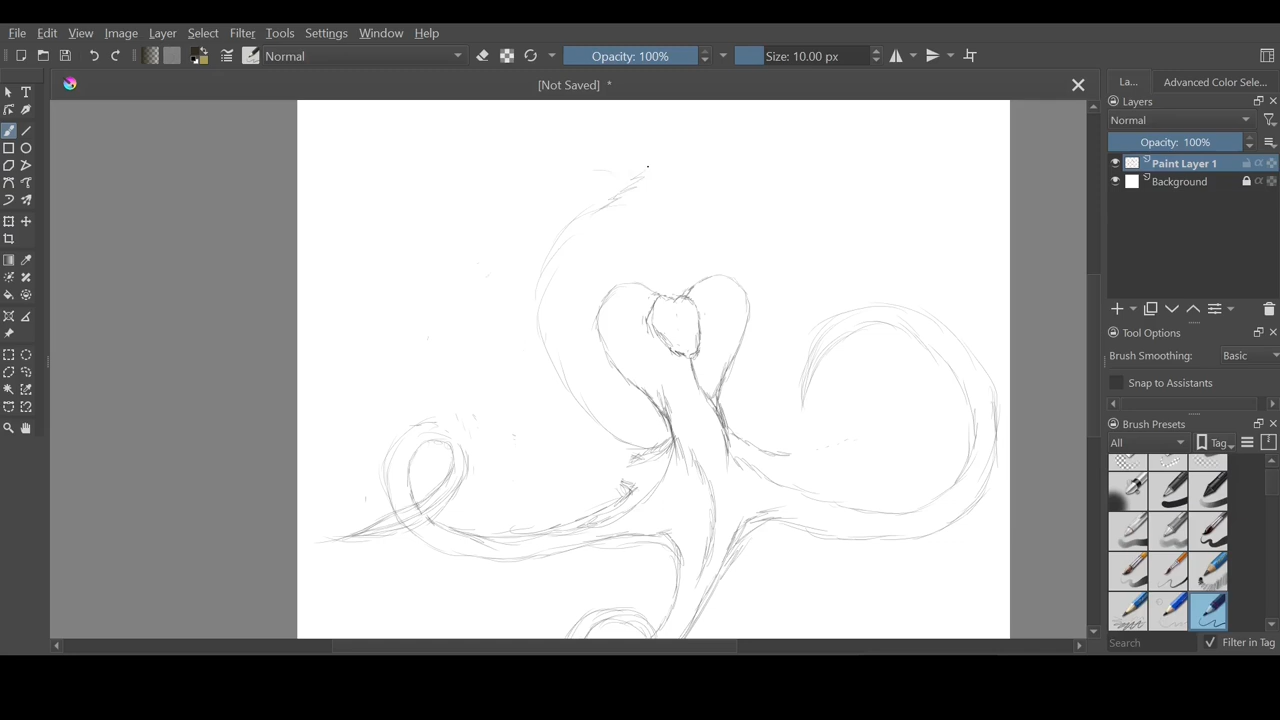 File Edit View Image Layer Select Filter Tools Settings Window Help
Normal Opacity: 100% Size: 10.00 px
[Not Saved] *
La... Advanced Color Sele...
Layers
Normal
Opacity: 100%
Paint Layer 1
Background
Tool Options
Brush Smoothing: Basic
Snap to Assistants
Brush Presets
All Tag
Search Filter in Tag